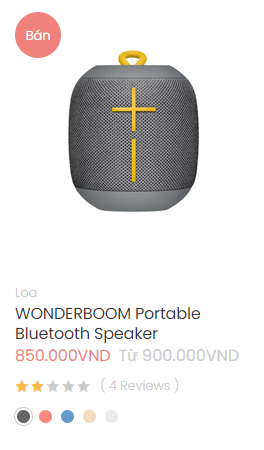 Bán
Loa
WONDERBOOM Portable
Bluetooth Speaker
850.000VND Từ 900.000VND
( 4 Reviews )